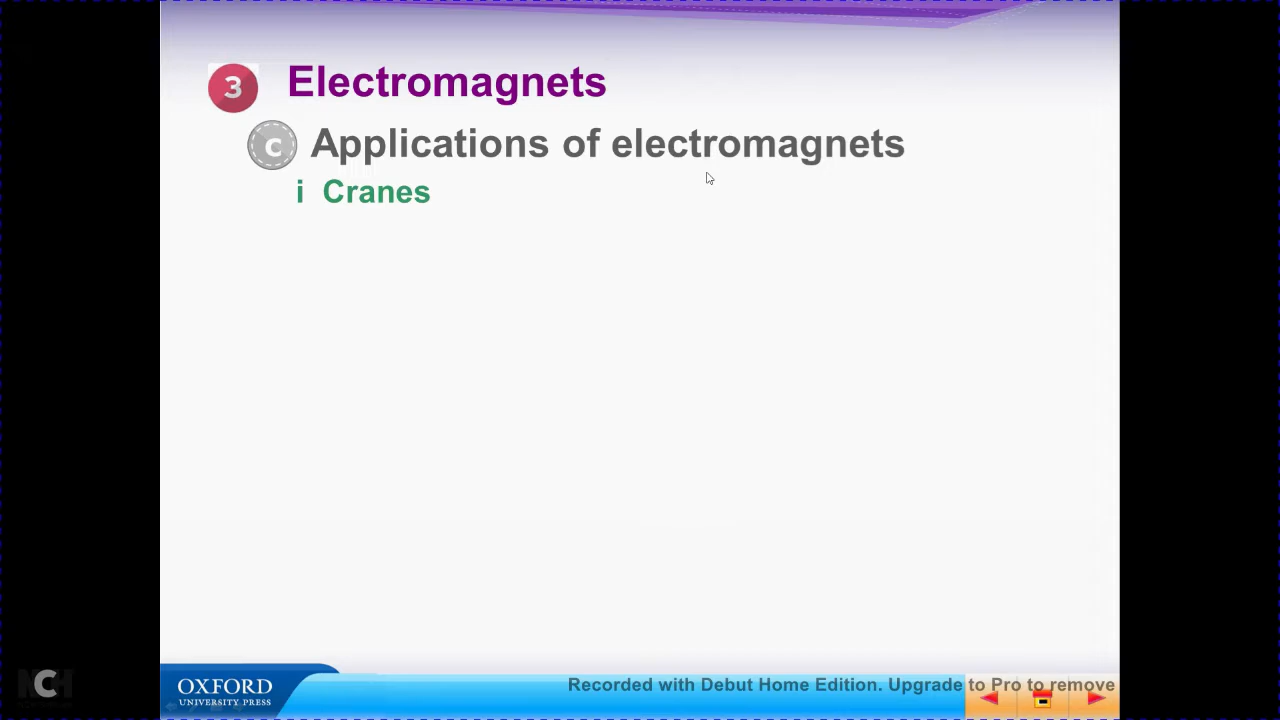 3 Electromagnets
c Applications of electromagnets
i Cranes
OXFORD
UNIVERSITY PRESS
Recorded with Debut Home Edition. Upgrade to Pro to remove
NCH